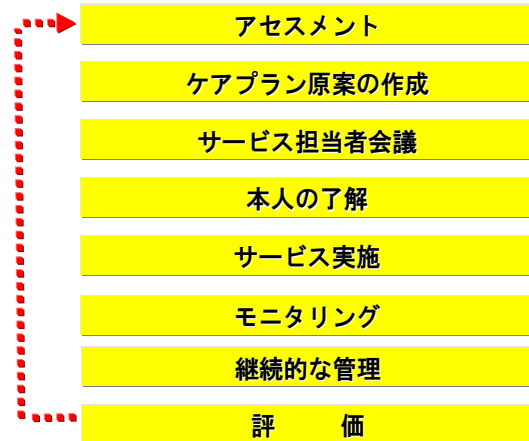 アセスメント
ケアプラン原案の作成
サービス担当者会議
本人の了解
サービス実施
モニタリング
継続的な管理
評　　価